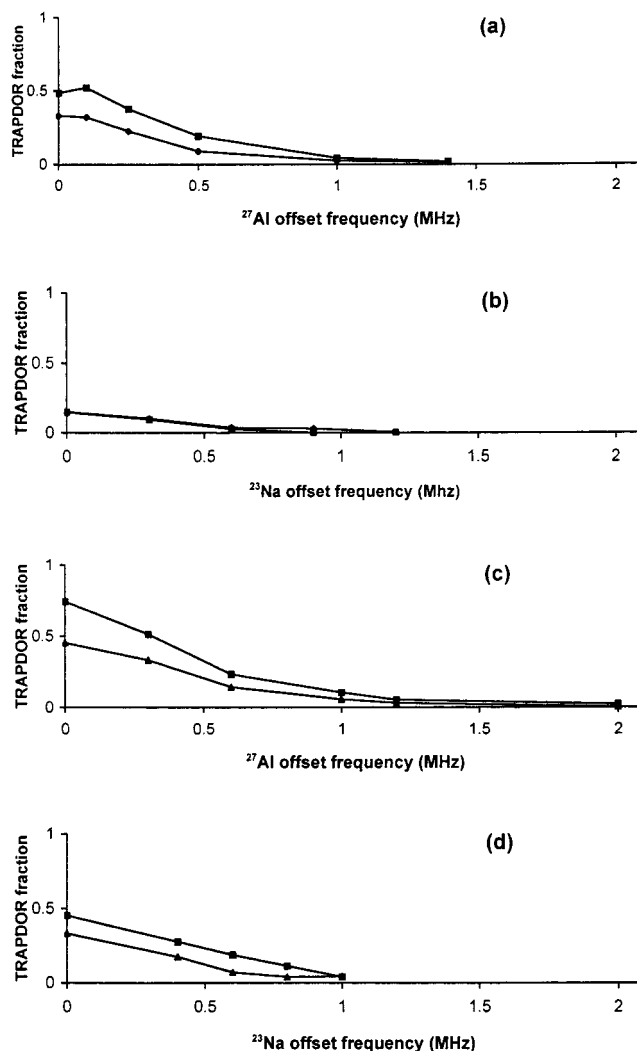 (a)
TRAPDOR fraction
1
0.5
0
0 0.5 1 1.5 2
27Al offset frequency (MHz)
(b)
TRAPDOR fraction
1
0.5
0
0 0.5 1 1.5 2
23Na offset frequency (Mhz)
(c)
TRAPDOR fraction
1
0.5
0
0 0.5 1 1.5 2
27Al offset frequency (MHz)
(d)
TRAPDOR fraction
1
0.5
0
0 0.5 1 1.5 2
23Na offset frequency (MHz)